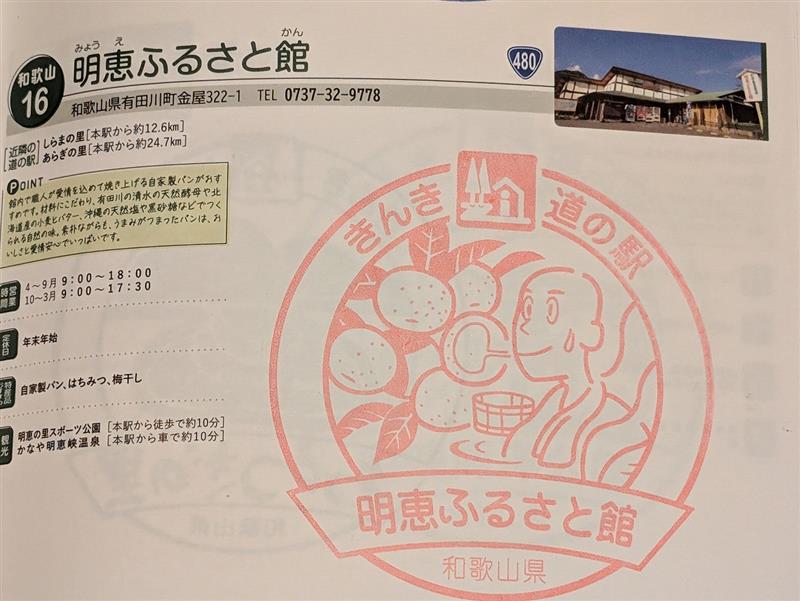 和歌山
16
みょう え かん
明恵ふるさと館
480
和歌山県有田川町金屋322-1 TEL 0737-32-9778
[近隣の道の駅]
しらまの里[本駅から約12.6km]
あらぎの里[本駅から約24.7km]
POINT
館内で職人が愛情を込めて焼き上げる自家製パンがおす
すめです。材料にこだわり、有田川の清水の天然酵母や北
海道産の小麦とバター、沖縄の天然塩や黒砂糖などでつく
られる自然の味。素朴ながらも、うまみがつまったパンは、お
いしさと愛情安心でいっぱいです。
営業時間
4〜9月 9:00〜18:00
10〜3月 9:00〜17:30
定休日
年末年始
特産品
自家製パン、はちみつ、梅干し
観光
明恵の里スポーツ公園 [本駅から徒歩で約10分]
かなや明恵峡温泉 [本駅から車で約10分]
きんき 道の駅
明恵ふるさと館
和歌山県